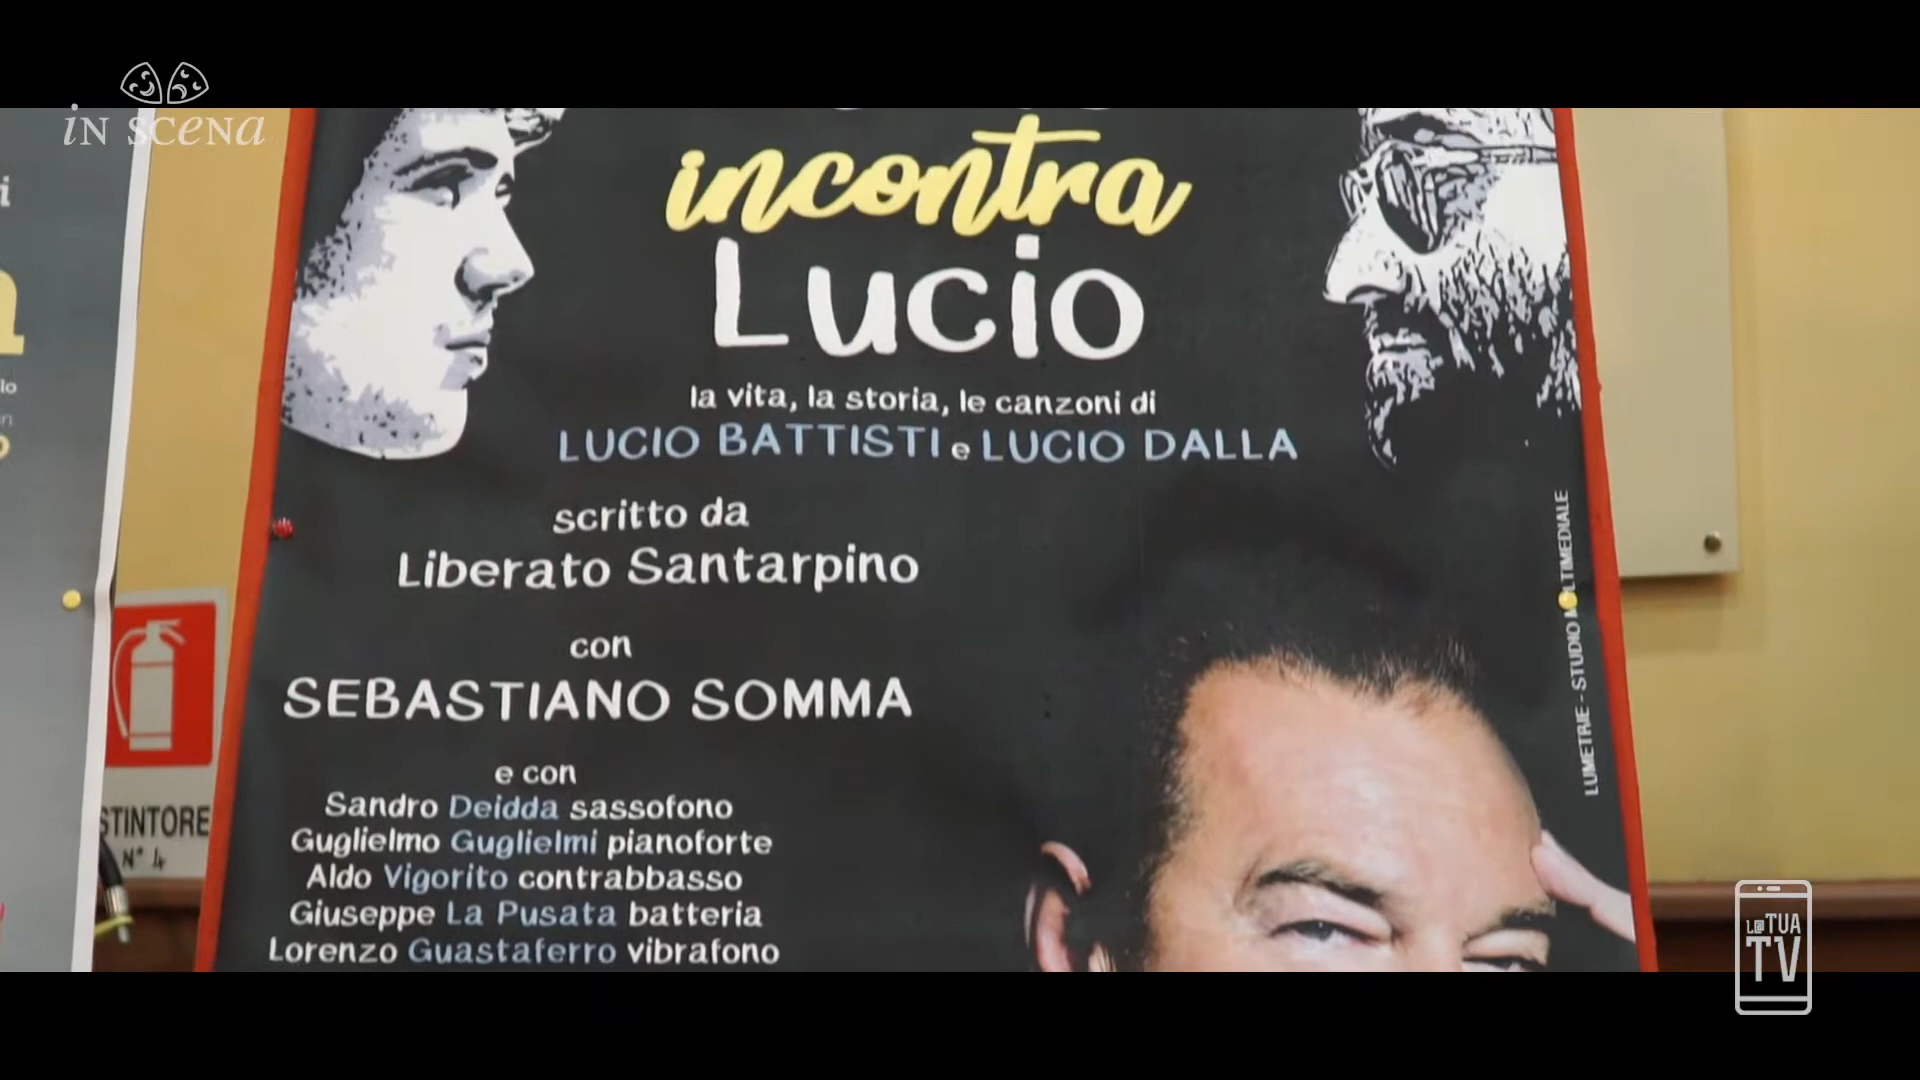 iN SCeNa
incontra
Lucio
la vita, la storia, le canzoni di
LUCIO BATTISTI e LUCIO DALLA
scritto da
Liberato Santarpino
con
SEBASTIANO SOMMA
e con
Sandro Deidda sassofono
Guglielmo Guglielmi pianoforte
Aldo Vigorito contrabbasso
Giuseppe La Pusata batteria
Lorenzo Guastaferro vibrafono
LUMETRIE - STUDIO MULTIMEDIALE
STINTORE
N° 4
L@TUA
TV